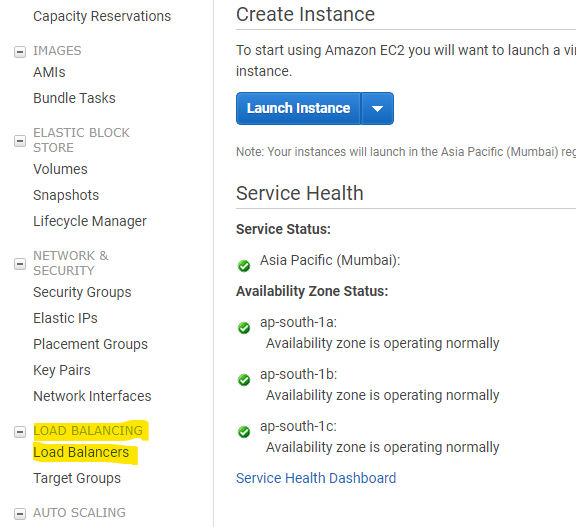 Capacity Reservations
IMAGES
AMIs
Bundle Tasks
ELASTIC BLOCK
STORE
Volumes
Snapshots
Lifecycle Manager
NETWORK &
SECURITY
Security Groups
Elastic IPs
Placement Groups
Key Pairs
Network Interfaces
LOAD BALANCING
Load Balancers
Target Groups
AUTO SCALING
Create Instance
To start using Amazon EC2 you will want to launch a
instance.
Launch Instance
Note: Your instances will launch in the Asia Pacific (Mumbai)
Service Health
Service Status:
Asia Pacific (Mumbai):
Availability Zone Status:
ap-south-1a:
Availability zone is operating normally
ap-south-1b:
Availability zone is operating normally
ap-south-1c:
Availability zone is operating normally
Service Health Dashboard